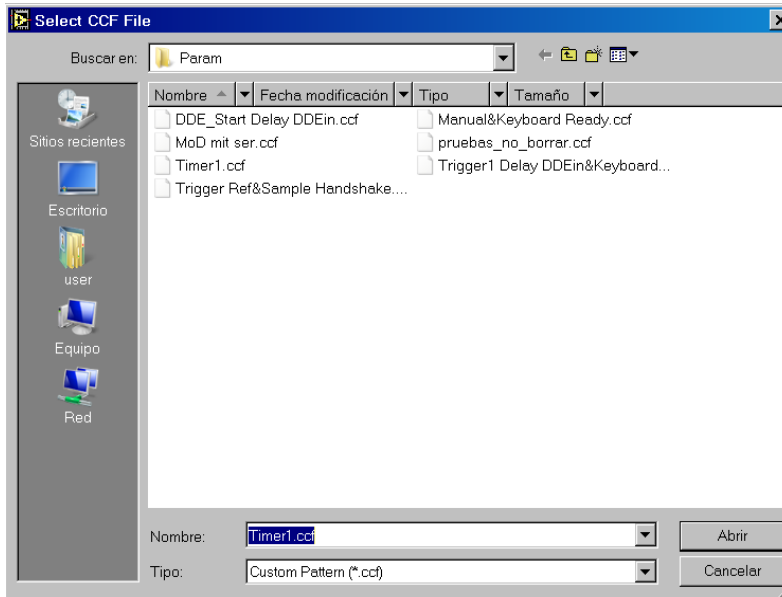 Select CCF File
Buscar en: Param
Nombre Fecha modificación Tipo Tamaño
DDE_Start Delay DDEin.ccf Manual&Keyboard Ready.ccf
MoD mit ser.ccf pruebas_no_borrar.ccf
Timer1.ccf Trigger1 Delay DDEin&Keyboard...
Trigger Ref&Sample Handshake....
Sitios recientes
Escritorio
user
Equipo
Red
Nombre: Timer1.ccf Abrir
Tipo: Custom Pattern (*.ccf) Cancelar